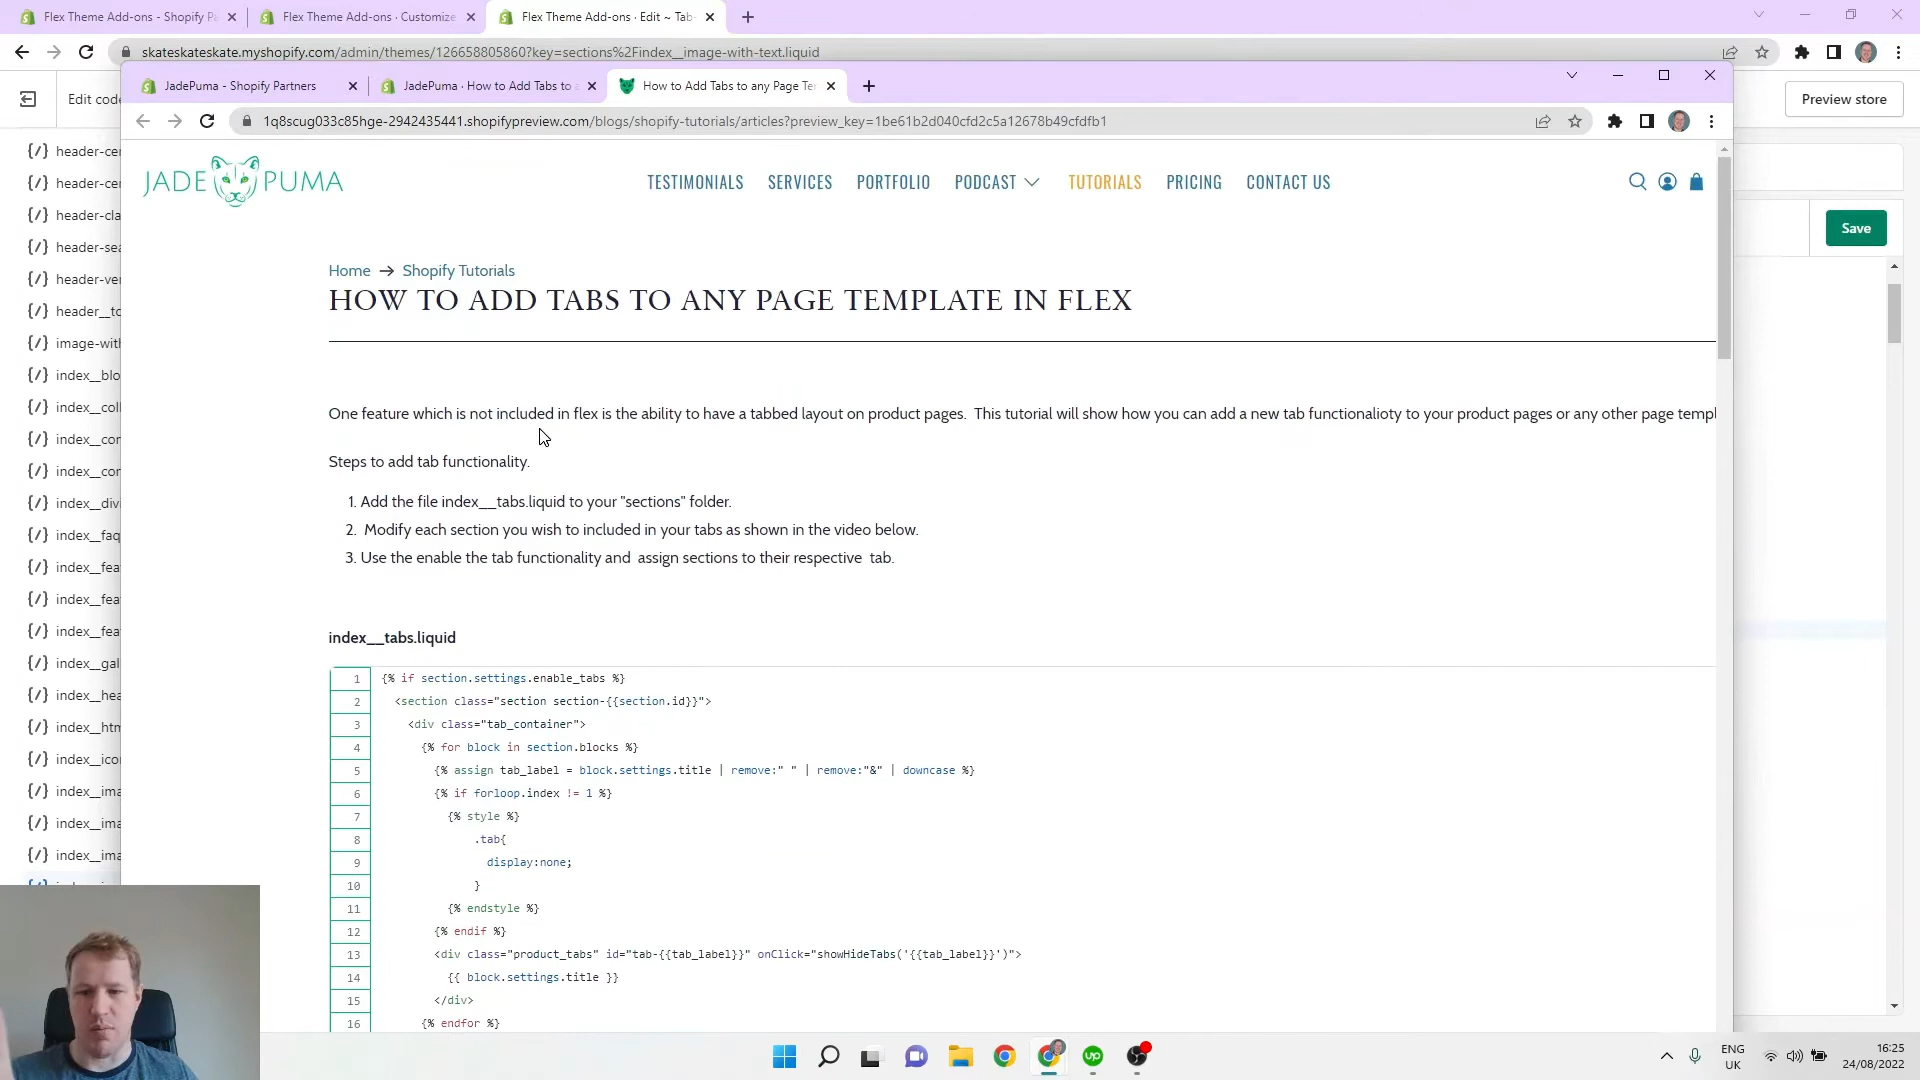 Flex Theme Add-ons · Shopify P
Flex Theme Add-ons · Customize
Flex Theme Add-ons · Edit ~ Tab-
skateskateskate.myshopify.com/admin/themes/126658805860?key=sections%2Findex__image-with-text.liquid
JadePuma - Shopify Partners
JadePuma · How to Add Tabs to a
How to Add Tabs to any Page Te
Edit code
Preview store
1q8scug033c85hge-2942435441.shopifypreview.com/blogs/shopify-tutorials/articles?preview_key=1be61b2d040cfd2c5a12678b49cfdfb1
{/} header-cer
{/} header-cer
{/} header-cla
{/} header-sea
{/} header-ver
{/} header__to
{/} image-with
{/} index__blo
{/} index__coll
{/} index__cor
{/} index__cor
{/} index__divi
{/} index__faq
{/} index__fea
{/} index__fea
{/} index__fea
{/} index__gal
{/} index__hea
{/} index__htm
{/} index__ico
{/} index__ima
{/} index__ima
{/} index__ima
JADE PUMA
TESTIMONIALS SERVICES PORTFOLIO PODCAST TUTORIALS PRICING CONTACT US
Save
Home → Shopify Tutorials
HOW TO ADD TABS TO ANY PAGE TEMPLATE IN FLEX
One feature which is not included in flex is the ability to have a tabbed layout on product pages. This tutorial will show how you can add a new tab functionalioty to your product pages or any other page templ
Steps to add tab functionality.
1. Add the file index__tabs.liquid to your "sections" folder.
2. Modify each section you wish to included in your tabs as shown in the video below.
3. Use the enable the tab functionality and assign sections to their respective tab.
index__tabs.liquid
1 {% if section.settings.enable_tabs %}
2 <section class="section section-{{section.id}}">
3 <div class="tab_container">
4 {% for block in section.blocks %}
5 {% assign tab_label = block.settings.title | remove:" " | remove:"&" | downcase %}
6 {% if forloop.index != 1 %}
7 {% style %}
8 .tab{
9 display:none;
10 }
11 {% endstyle %}
12 {% endif %}
13 <div class="product_tabs" id="tab-{{tab_label}}" onClick="showHideTabs('{{tab_label}}')">
14 {{ block.settings.title }}
15 </div>
16 {% endfor %}
up
ENG
UK
16:25
24/08/2022